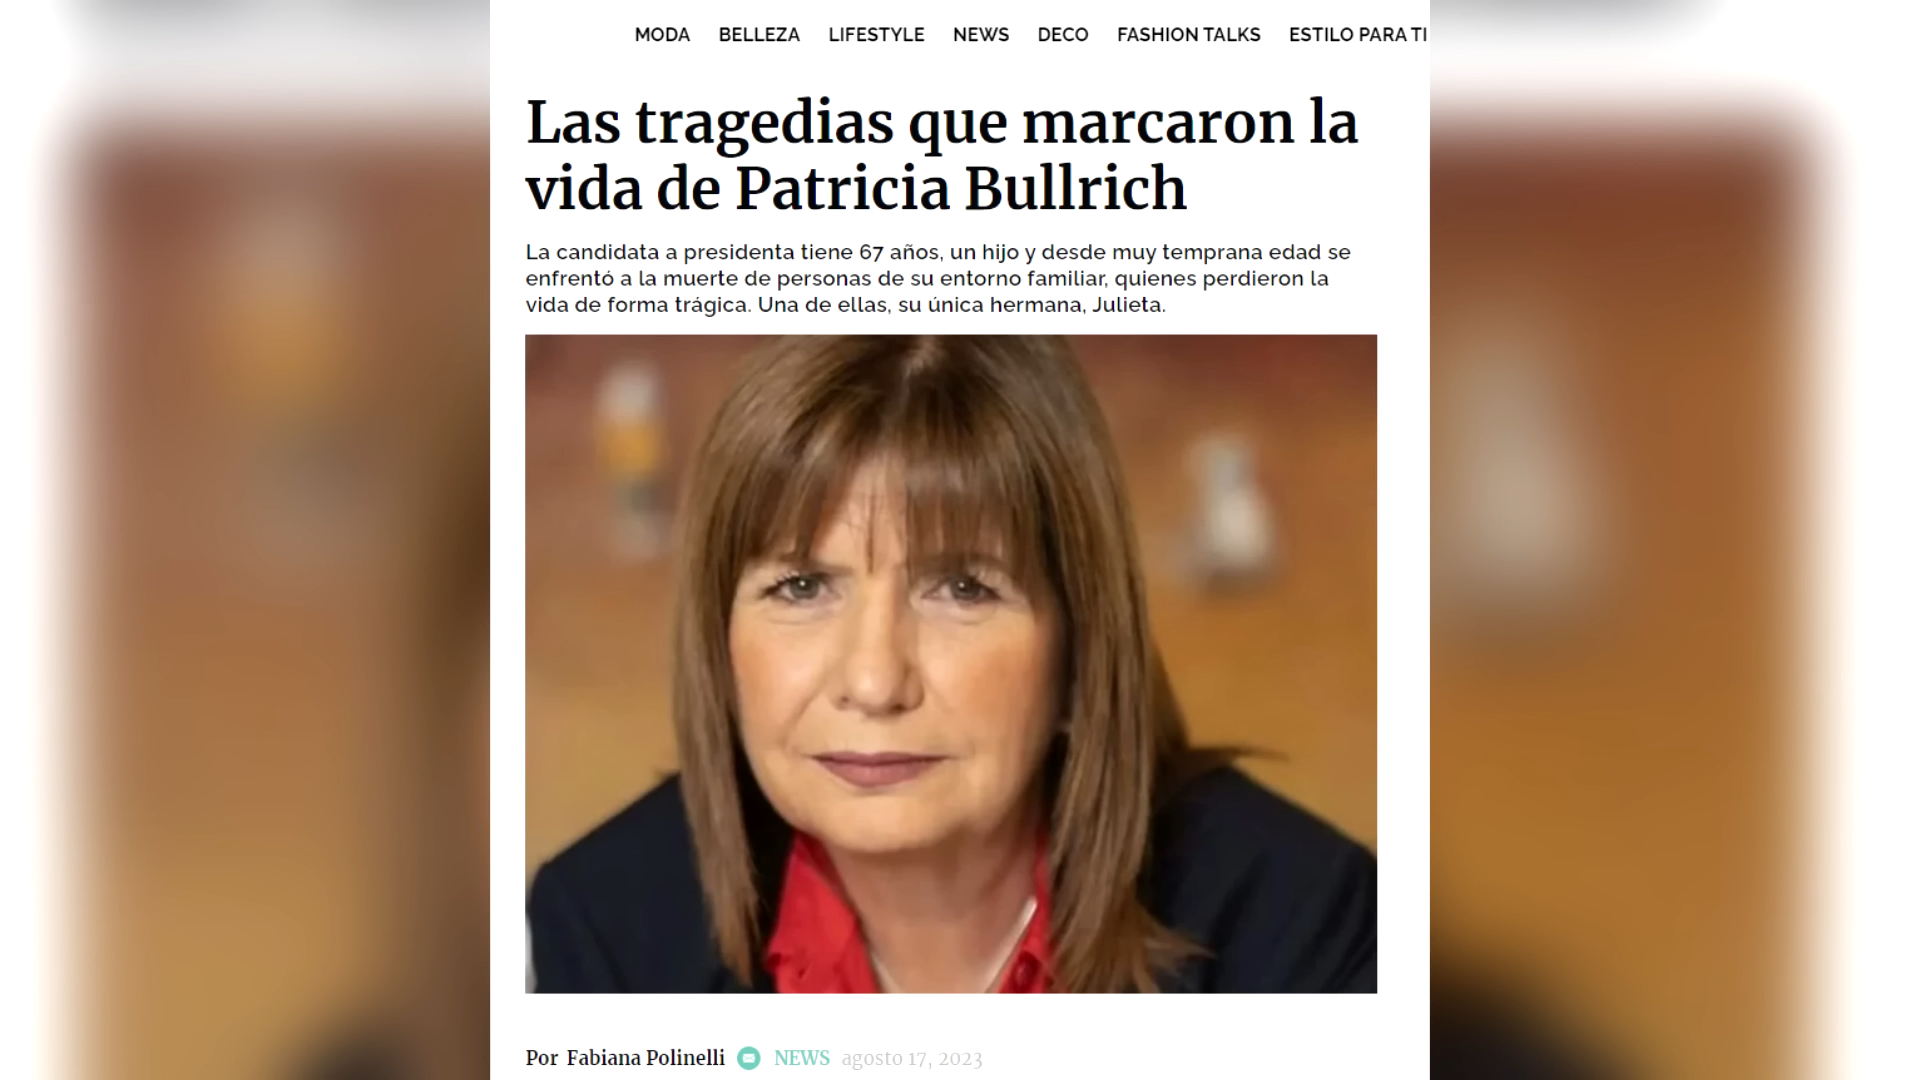 MODA BELLEZA LIFESTYLE NEWS DECO FASHION TALKS ESTILO PARA TI
Las tragedias que marcaron la
vida de Patricia Bullrich
La candidata a presidenta tiene 67 años, un hijo y desde muy temprana edad se
enfrentó a la muerte de personas de su entorno familiar, quienes perdieron la
vida de forma trágica. Una de ellas, su única hermana, Julieta.
Por Fabiana Polinelli NEWS agosto 17, 2023